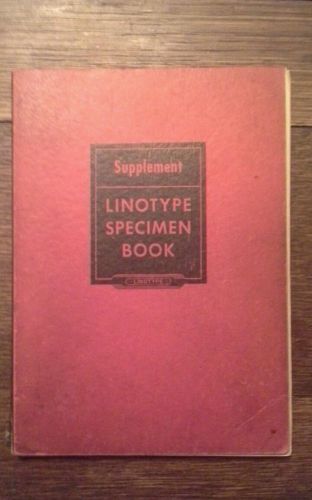 Supplement
LINOTYPE
SPECIMEN
BOOK
LINOTYPE